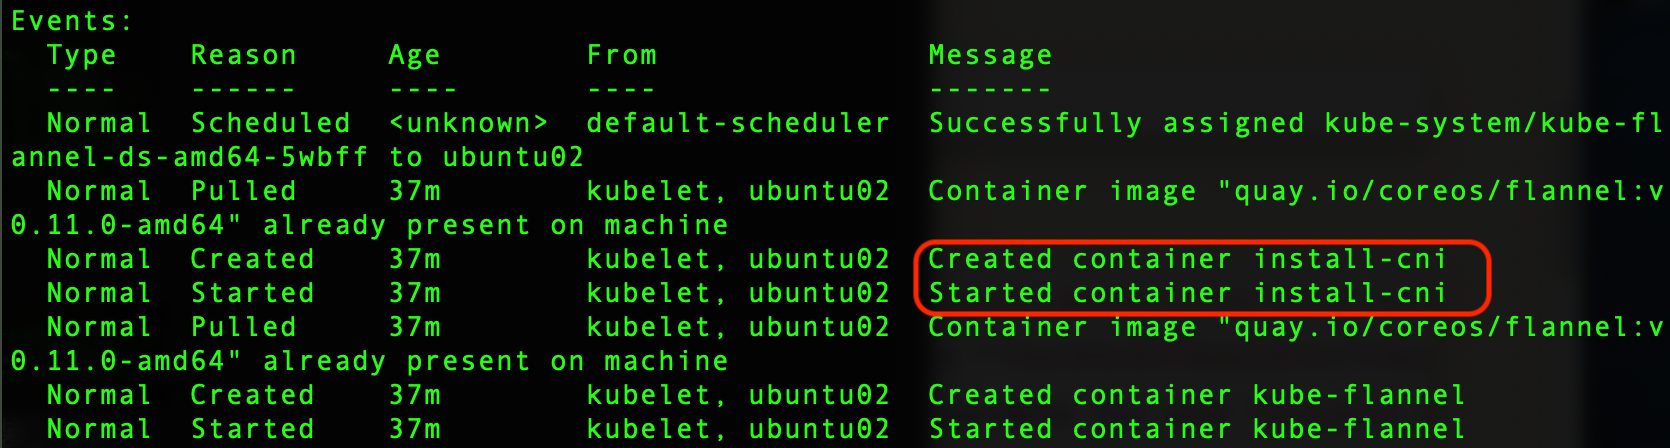 Events:
  Type    Reason     Age        From               Message
  ----    ------     ----       ----               -------
  Normal  Scheduled  <unknown>  default-scheduler  Successfully assigned kube-system/kube-fl
annel-ds-amd64-5wbff to ubuntu02
  Normal  Pulled     37m        kubelet, ubuntu02  Container image "quay.io/coreos/flannel:v
0.11.0-amd64" already present on machine
  Normal  Created    37m        kubelet, ubuntu02  Created container install-cni
  Normal  Started    37m        kubelet, ubuntu02  Started container install-cni
  Normal  Pulled     37m        kubelet, ubuntu02  Container image "quay.io/coreos/flannel:v
0.11.0-amd64" already present on machine
  Normal  Created    37m        kubelet, ubuntu02  Created container kube-flannel
  Normal  Started    37m        kubelet, ubuntu02  Started container kube-flannel